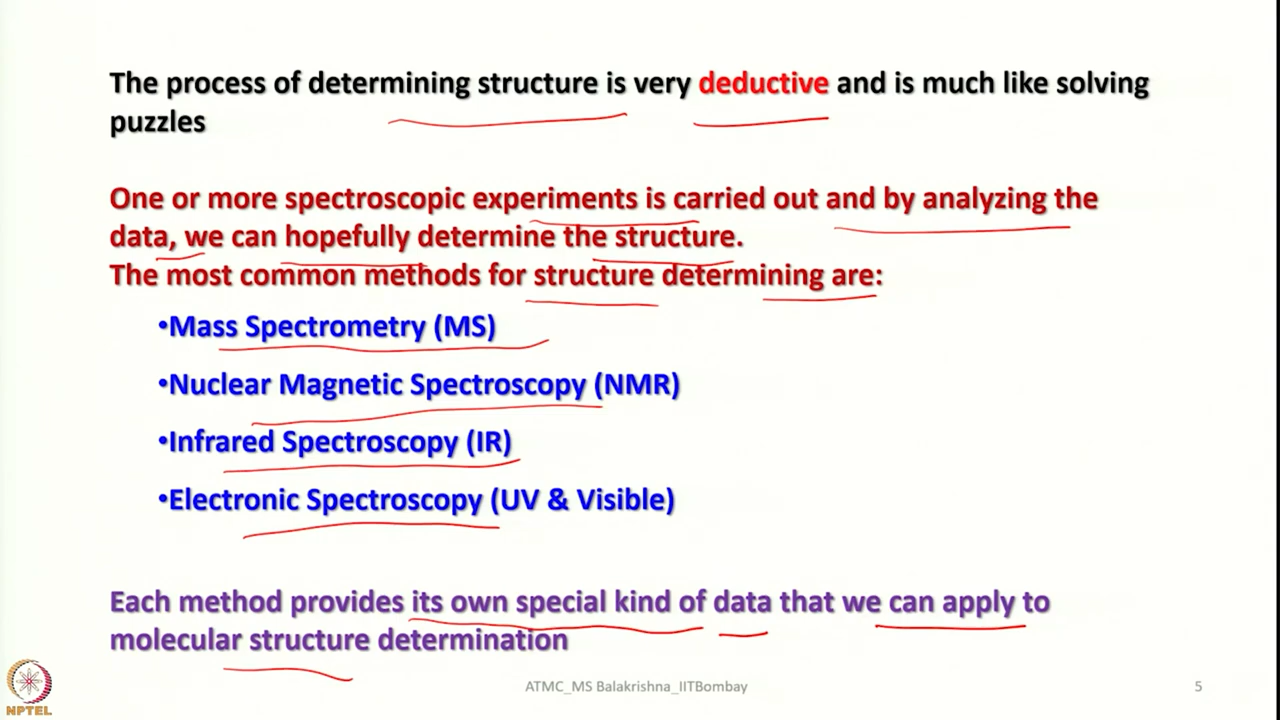 The process of determining structure is very deductive and is much like solving
puzzles
One or more spectroscopic experiments is carried out and by analyzing the
data, we can hopefully determine the structure.
The most common methods for structure determining are:
•Mass Spectrometry (MS)
•Nuclear Magnetic Spectroscopy (NMR)
•Infrared Spectroscopy (IR)
•Electronic Spectroscopy (UV & Visible)
Each method provides its own special kind of data that we can apply to
molecular structure determination
NPTEL
ATMC_MS Balakrishna_IITBombay
5